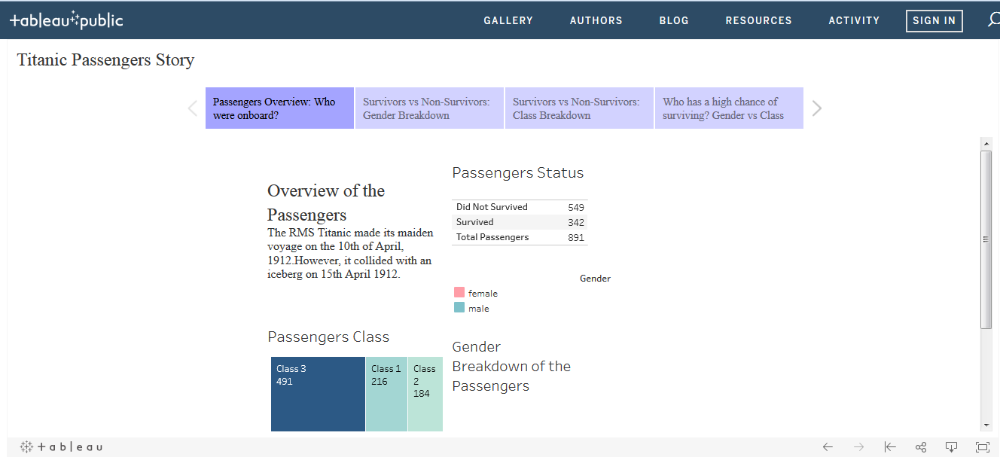 +ableau+public
GALLERY
AUTHORS
BLOG
RESOURCES
ACTIVITY
SIGN IN
Titanic Passengers Story
Passengers Overview: Who
were onboard?
Survivors vs Non-Survivors:
Gender Breakdown
Survivors vs Non-Survivors:
Class Breakdown
Who has a high chance of
surviving? Gender vs Class
Overview of the
Passengers
The RMS Titanic made its maiden
voyage on the 10th of April,
1912.However, it collided with an
iceberg on 15th April 1912.
Passengers Status
Did Not Survived 549
Survived 342
Total Passengers 891
Gender
female
male
Passengers Class
Class 3
491
Class 1
216
Class
2
184
Gender
Breakdown of the
Passengers
+ableau